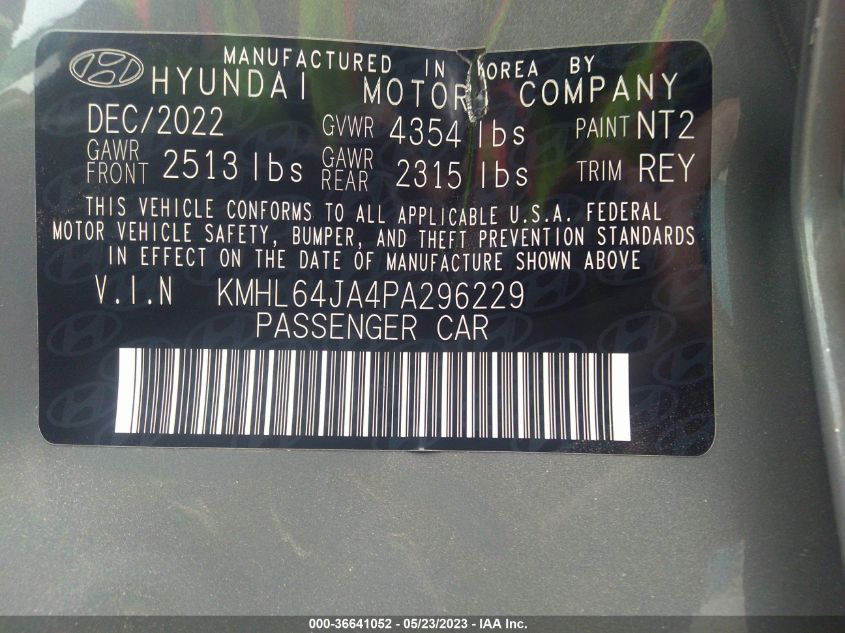 MANUFACTURED IN KOREA BY
HYUNDAI MOTOR COMPANY
DEC/2022 GVWR 4354 lbs PAINT NT2
GAWR FRONT 2513 lbs GAWR REAR 2315 lbs TRIM REY
THIS VEHICLE CONFORMS TO ALL APPLICABLE U.S.A. FEDERAL
MOTOR VEHICLE SAFETY, BUMPER, AND THEFT PREVENTION STANDARDS
IN EFFECT ON THE DATE OF MANUFACTURE SHOWN ABOVE
V.I.N KMHL64JA4PA296229
PASSENGER CAR
000-36641052 - 05/23/2023 - IAA Inc.